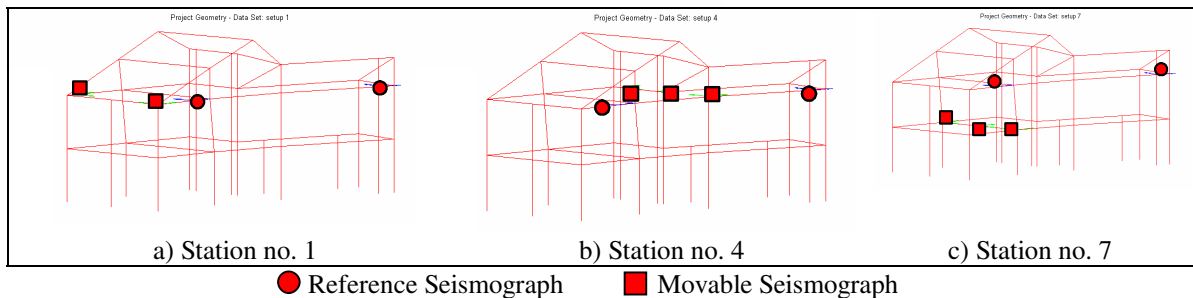 Project Geometry - Data Set: setup 1
Project Geometry - Data Set: setup 4
Project Geometry - Data Set: setup 7
a) Station no. 1
b) Station no. 4
c) Station no. 7
Reference Seismograph
Movable Seismograph